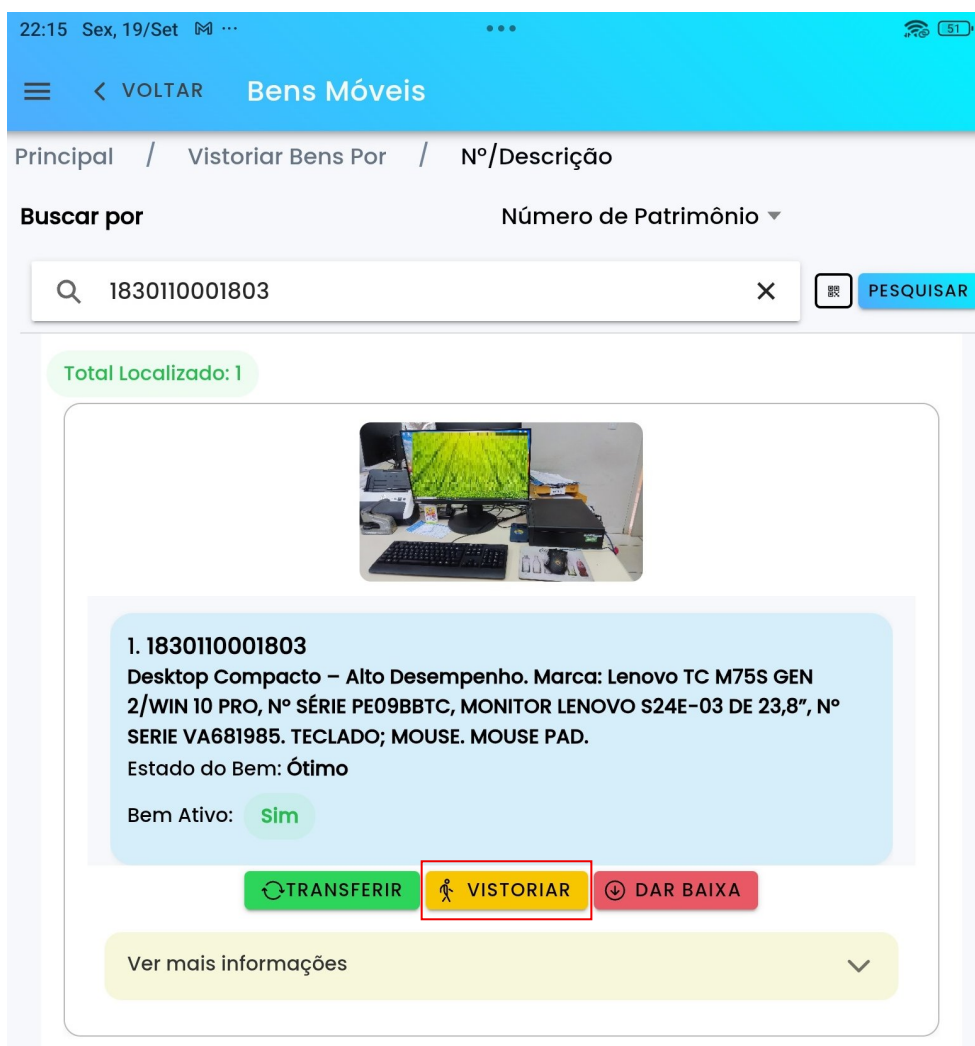 22:15 Sex, 19/Set
51
VOLTAR Bens Móveis
Principal / Vistoriar Bens Por / Nº/Descrição
Buscar por Número de Patrimônio
1830110001803 PESQUISAR
Total Localizado: 1
1. 1830110001803
Desktop Compacto – Alto Desempenho. Marca: Lenovo TC M75S GEN
2/WIN 10 PRO, Nº SÉRIE PE09BBTC, MONITOR LENOVO S24E-03 DE 23,8”, Nº
SERIE VA681985. TECLADO; MOUSE. MOUSE PAD.
Estado do Bem: Ótimo
Bem Ativo: Sim
TRANSFERIR VISTORIAR DAR BAIXA
Ver mais informações